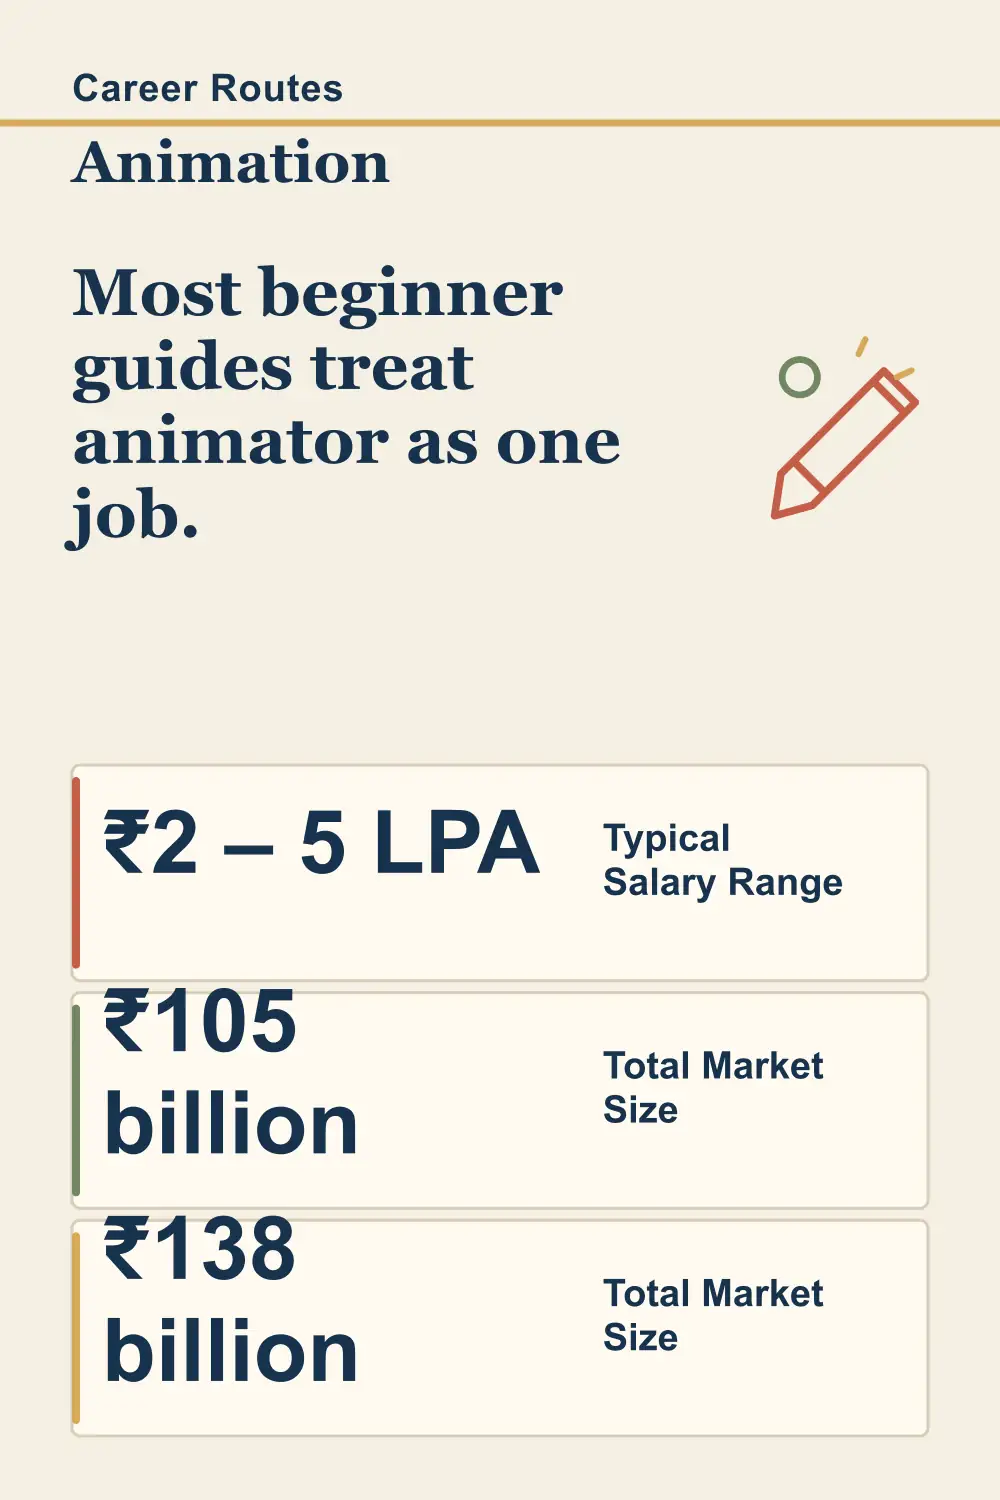 Career Routes
Animation
Most beginner
guides treat
animator as one
job.
₹2 – 5 LPA
Typical
Salary Range
₹105
billion
Total Market
Size
₹138
billion
Total Market
Size